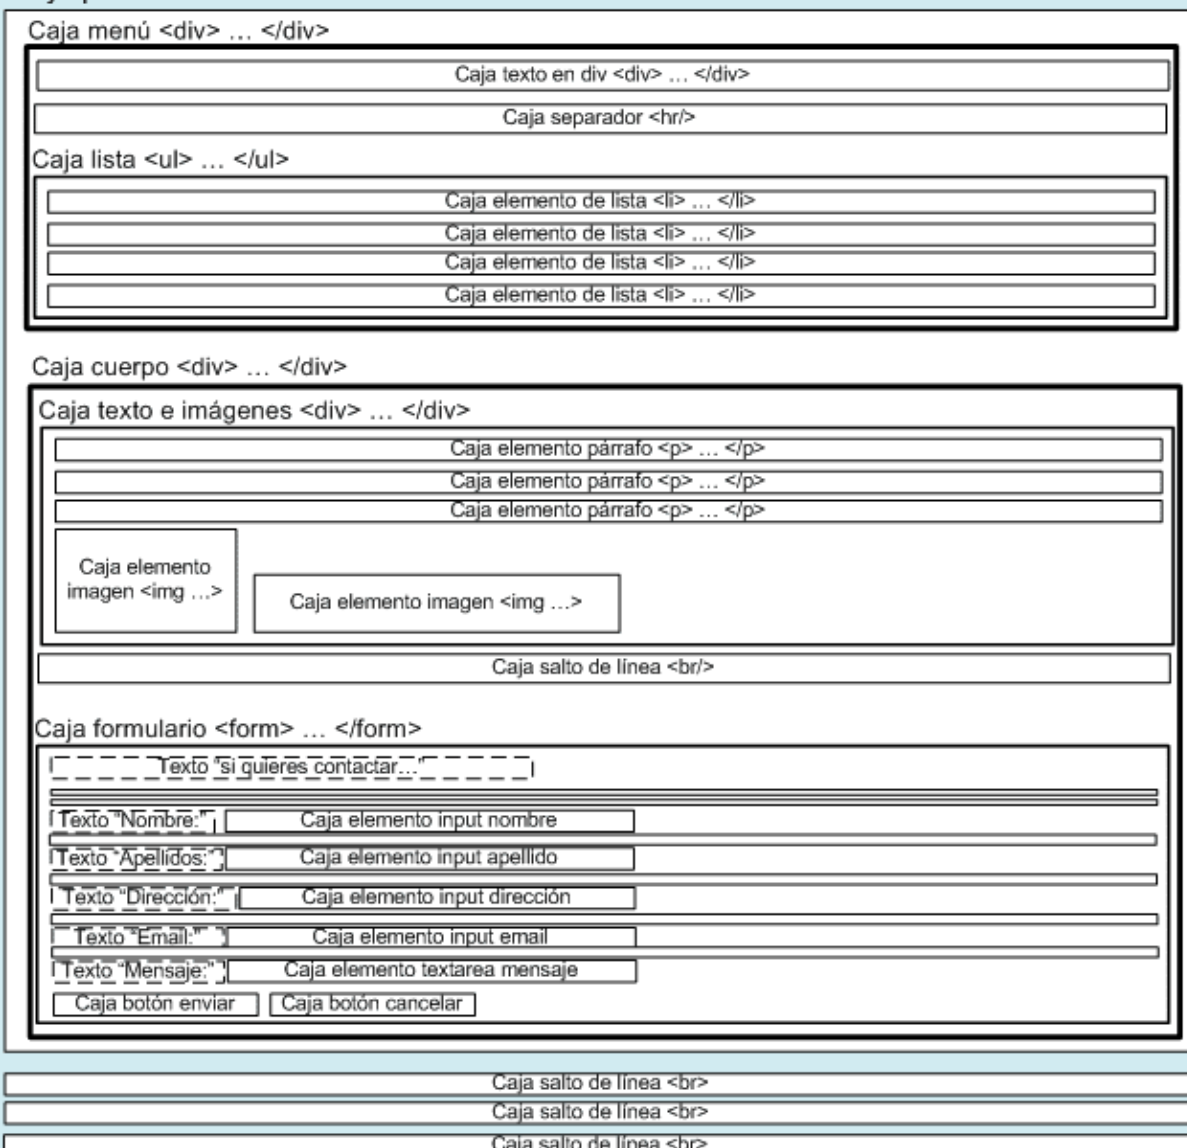 Caja menú <div> … </div>
Caja texto en div <div> … </div>
Caja separador <hr/>
Caja lista <ul> … </ul>
Caja elemento de lista <li> … </li>
Caja elemento de lista <li> … </li>
Caja elemento de lista <li> … </li>
Caja elemento de lista <li> … </li>
Caja cuerpo <div> … </div>
Caja texto e imágenes <div> … </div>
Caja elemento párrafo <p> … </p>
Caja elemento párrafo <p> … </p>
Caja elemento párrafo <p> … </p>
Caja elemento
imagen <img …>
Caja elemento imagen <img …>
Caja salto de línea <br/>
Caja formulario <form> … </form>
Texto “si quieres contactar…”
Texto “Nombre:” Caja elemento input nombre
Texto “Apellidos:” Caja elemento input apellido
Texto “Dirección:” Caja elemento input dirección
Texto “Email:” Caja elemento input email
Texto “Mensaje:” Caja elemento textarea mensaje
Caja botón enviar Caja botón cancelar
Caja salto de línea <br>
Caja salto de línea <br>
Caja salto de línea <br>